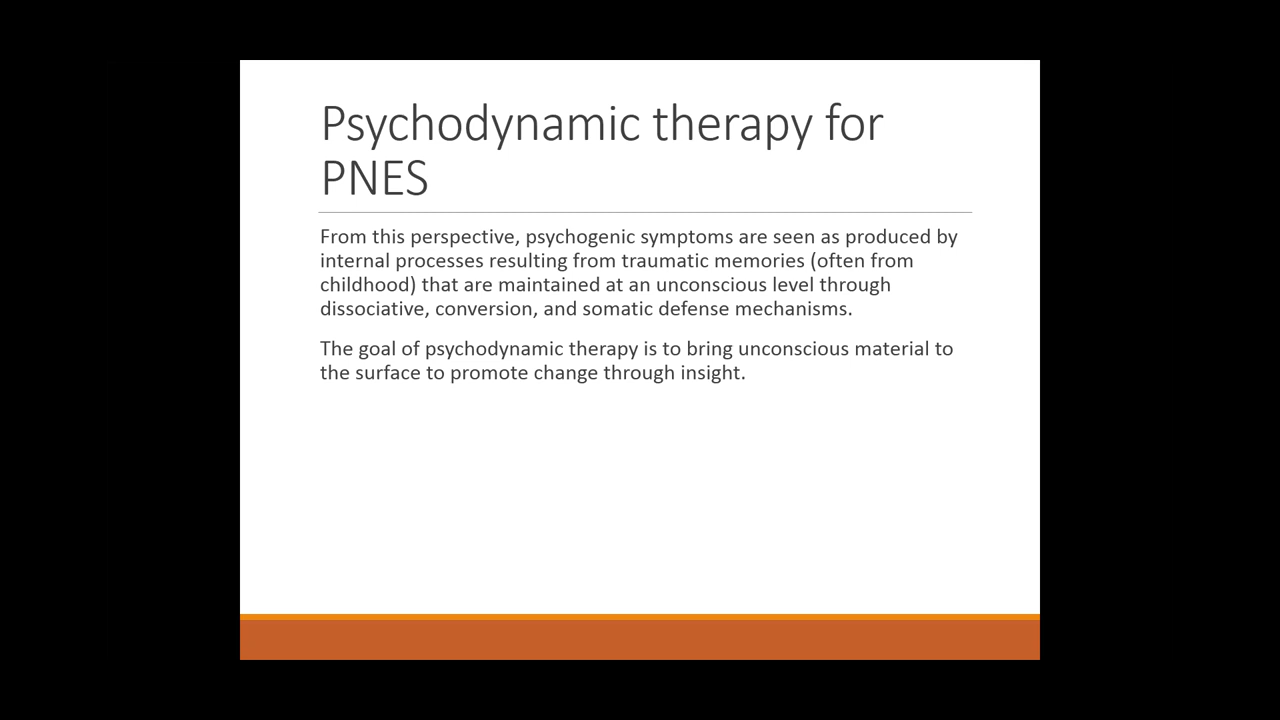 Psychodynamic therapy for
PNES
From this perspective, psychogenic symptoms are seen as produced by
internal processes resulting from traumatic memories (often from
childhood) that are maintained at an unconscious level through
dissociative, conversion, and somatic defense mechanisms.
The goal of psychodynamic therapy is to bring unconscious material to
the surface to promote change through insight.